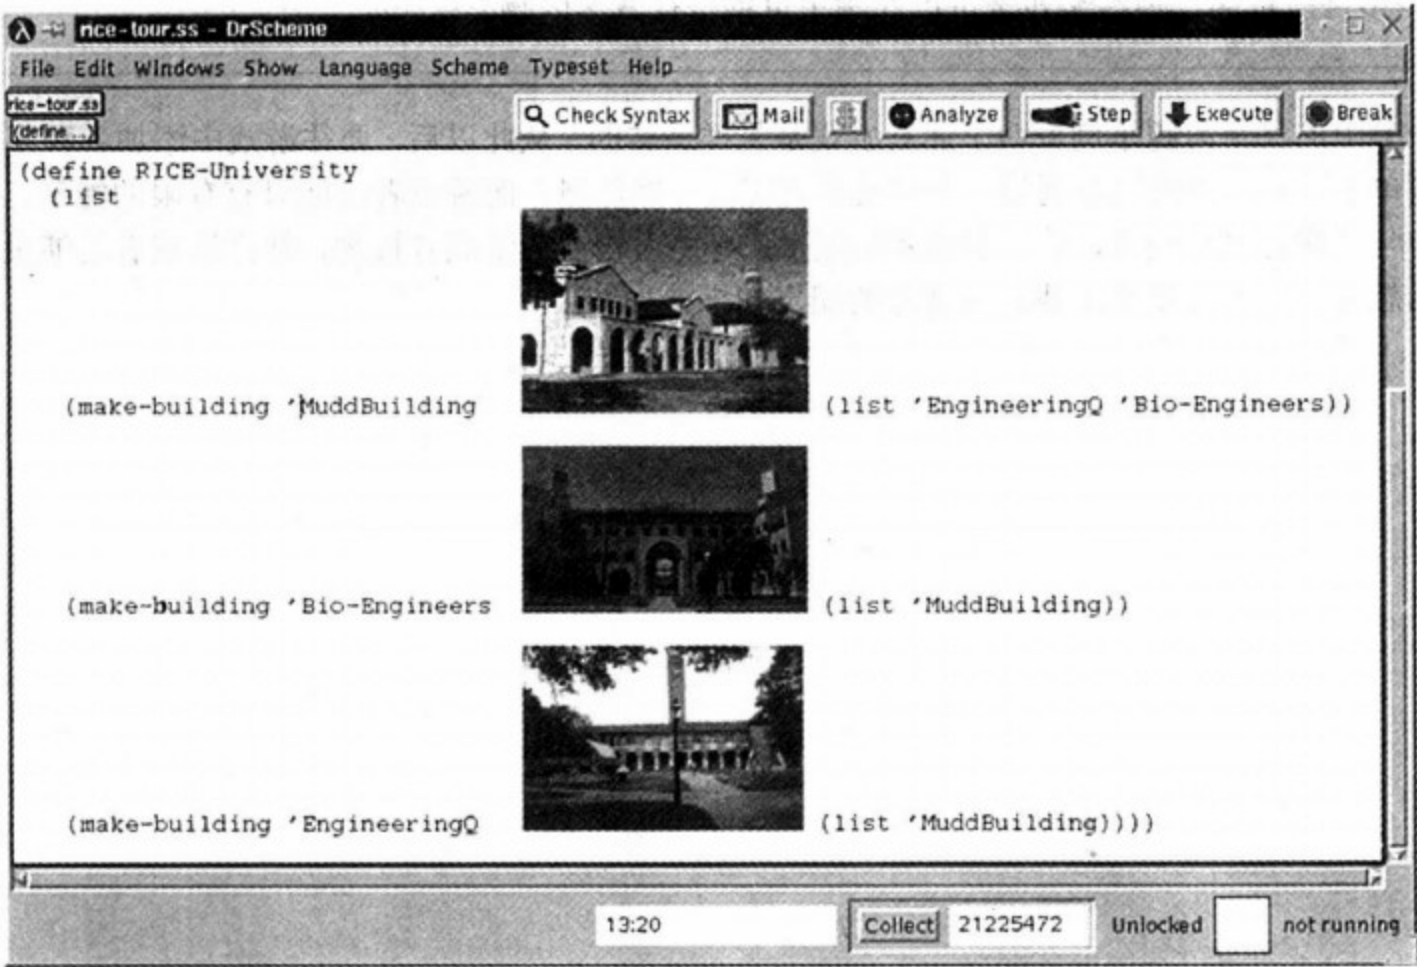 rice-tour.ss - DrScheme
File Edit Windows Show Language Scheme Typeset Help
rice-tour.ss
(define...)
Check Syntax Mail $ Analyze Step Execute Break
(define RICE-University
(list
(make-building 'MuddBuilding (list 'EngineeringQ 'Bio-Engineers))
(make-building 'Bio-Engineers (list 'MuddBuilding))
(make-building 'EngineeringQ (list 'MuddBuilding))))
13:20 Collect 21225472 Unlocked not running